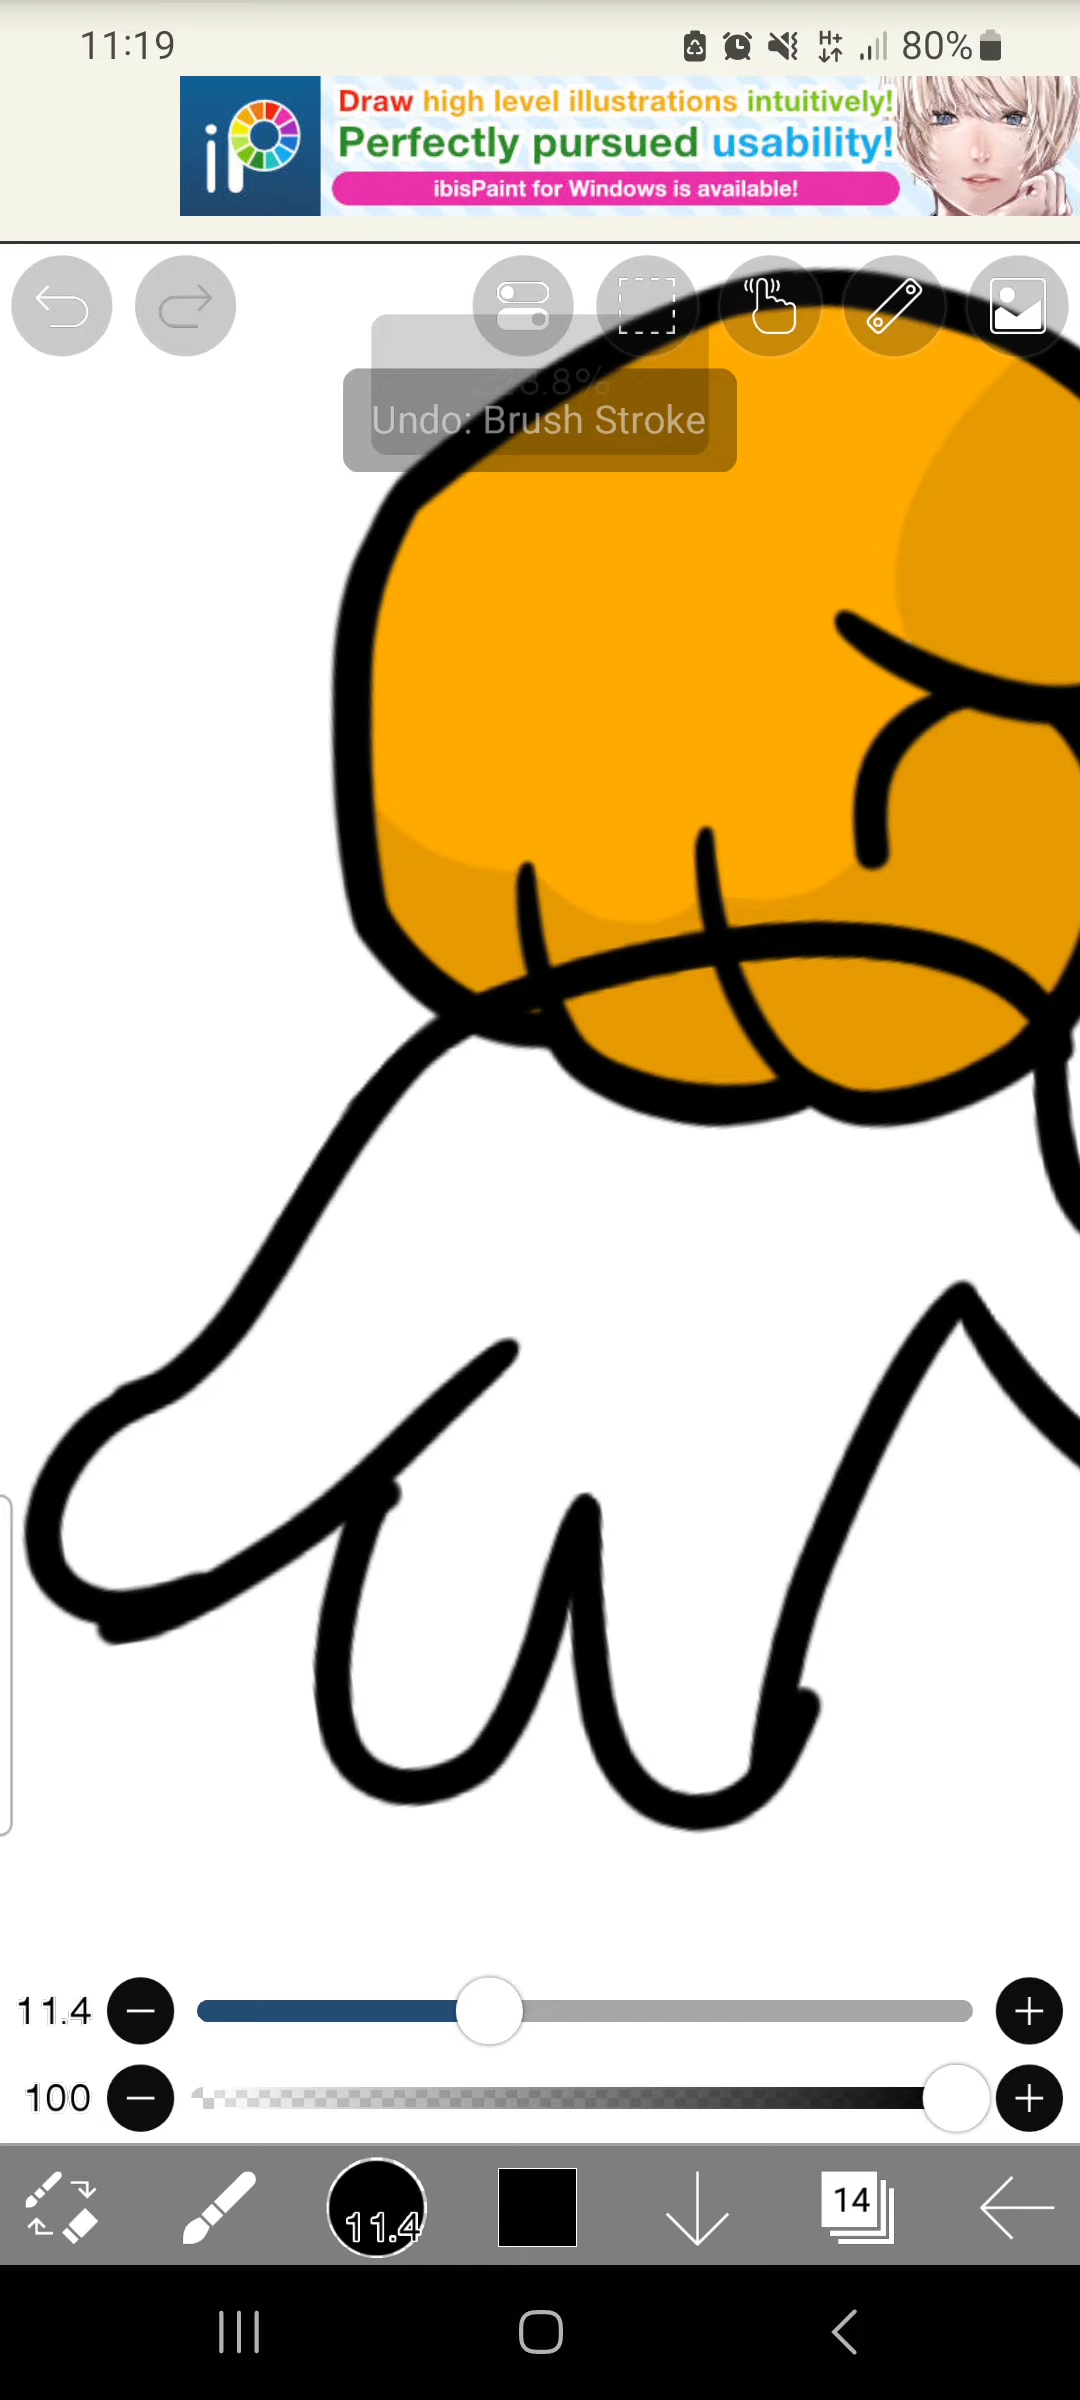 11:19
H+
80%
iP
Draw high level illustrations intuitively!
Perfectly pursued usability!
ibisPaint for Windows is available!
Undo: Brush Stroke
11.4
100
11.4
14